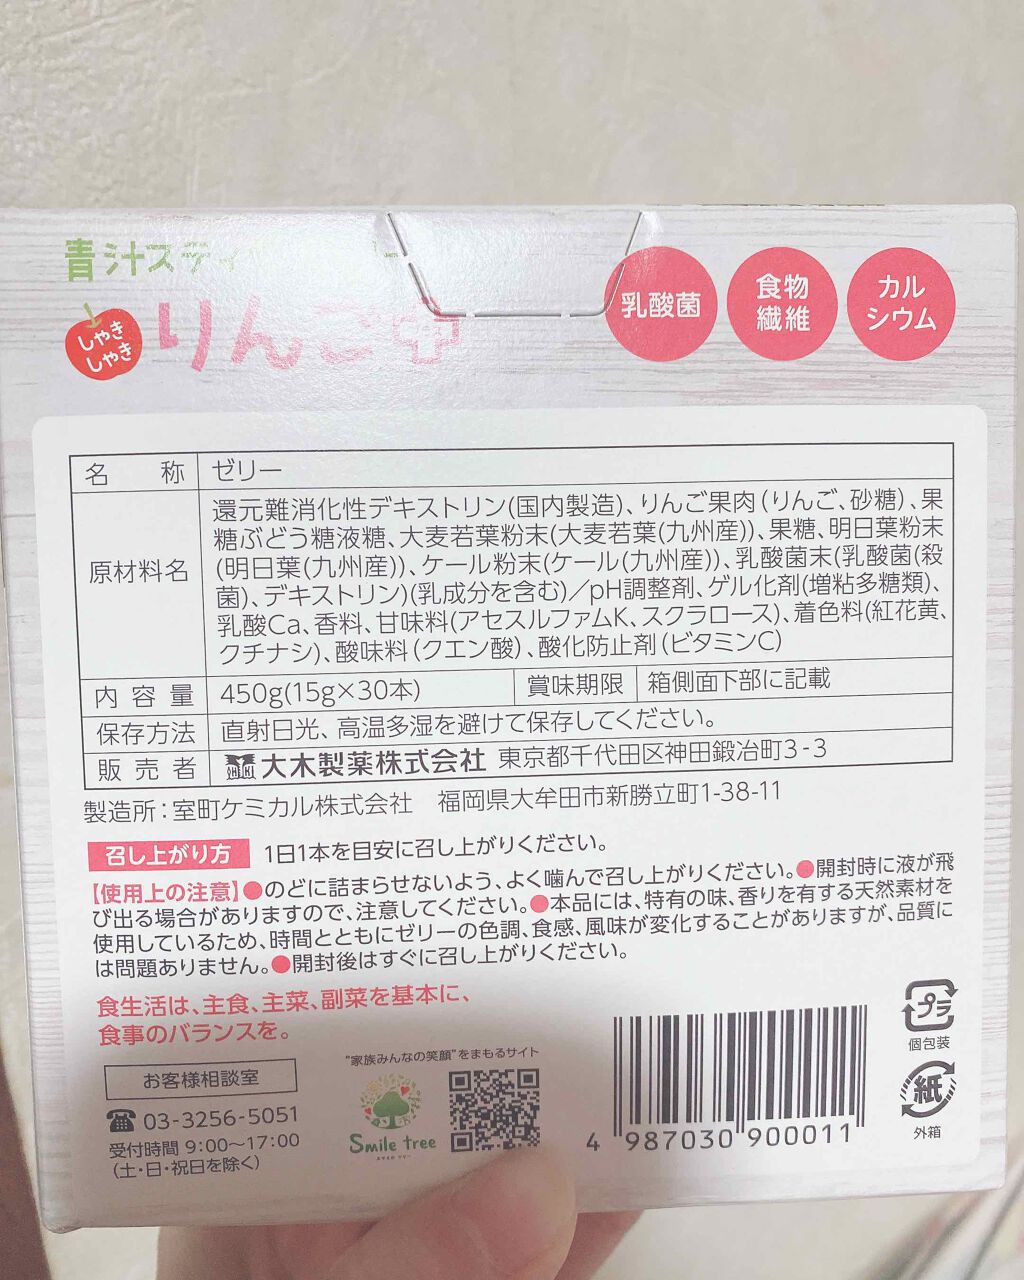 青汁スティ
しゃき
しゃき
りんご
乳酸菌
食物
繊維
カル
シウム
名 称 ゼリー
原材料名
還元難消化性デキストリン(国内製造)、りんご果肉(りんご、砂糖)、果
糖ぶどう糖液糖、大麦若葉粉末(大麦若葉(九州産))、果糖、明日葉粉末
(明日葉(九州産))、ケール粉末(ケール(九州産))、乳酸菌末(乳酸菌(殺
菌)、デキストリン)(乳成分を含む)/pH調整剤、ゲル化剤(増粘多糖類)、
乳酸Ca、香料、甘味料(アセスルファムK、スクラロース)、着色料(紅花黄、
クチナシ)、酸味料(クエン酸)、酸化防止剤(ビタミンC)
内容量 450g(15g×30本) 賞味期限 箱側面下部に記載
保存方法 直射日光、高温多湿を避けて保存してください。
販売者 大木製薬株式会社 東京都千代田区神田鍛冶町3-3
製造所:室町ケミカル株式会社 福岡県大牟田市新勝立町1-38-11
召し上がり方 1日1本を目安に召し上がりください。
【使用上の注意】●のどに詰まらせないよう、よく噛んで召し上がりください。●開封時に液が飛
び出る場合がありますので、注意してください。●本品には、特有の味、香りを有する天然素材を
使用しているため、時間とともにゼリーの色調、食感、風味が変化することがありますが、品質に
は問題ありません。●開封後はすぐに召し上がりください。
食生活は、主食、主菜、副菜を基本に、
食事のバランスを。
お客様相談室
03-3256-5051
受付時間 9:00〜17:00
(土・日・祝日を除く)
"家族みんなの笑顔"をまもるサイト
Smile tree
4 987030 900011
プラ
個包装
紙
外箱